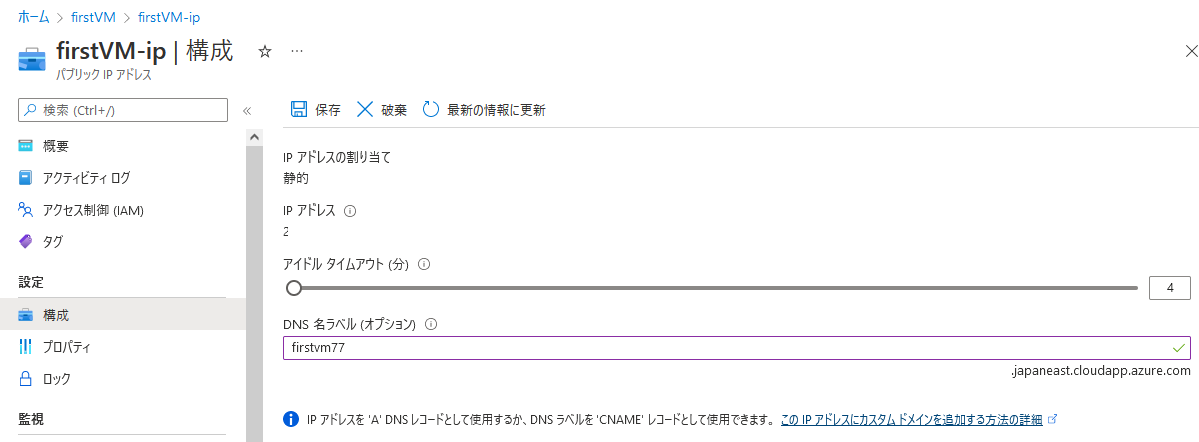 ホーム > firstVM > firstVM-ip
firstVM-ip | 構成 ☆ ···
パブリック IP アドレス
検索 (Ctrl+/) «
概要
アクティビティ ログ
アクセス制御 (IAM)
タグ
設定
構成
プロパティ
ロック
監視
保存 破棄 最新の情報に更新
IP アドレスの割り当て
静的
IP アドレス
2
アイドル タイムアウト (分)
4
DNS 名ラベル (オプション)
firstvm77
.japaneast.cloudapp.azure.com
IP アドレスを 'A' DNS レコードとして使用するか、DNS ラベルを 'CNAME' レコードとして使用できます。 この IP アドレスにカスタム ドメインを追加する方法の詳細